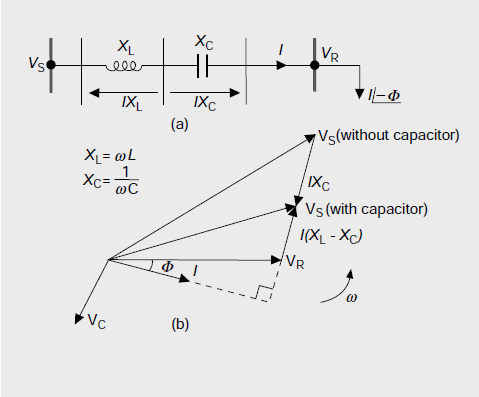 X_L X_C I V_R
V_S
IX_L IX_C I∠−Φ
(a)
X_L = ωL
X_C = 1/ωC
V_S (without capacitor)
IX_C
V_S (with capacitor)
I(X_L - X_C)
V_R
Φ I
ω
V_C
(b)